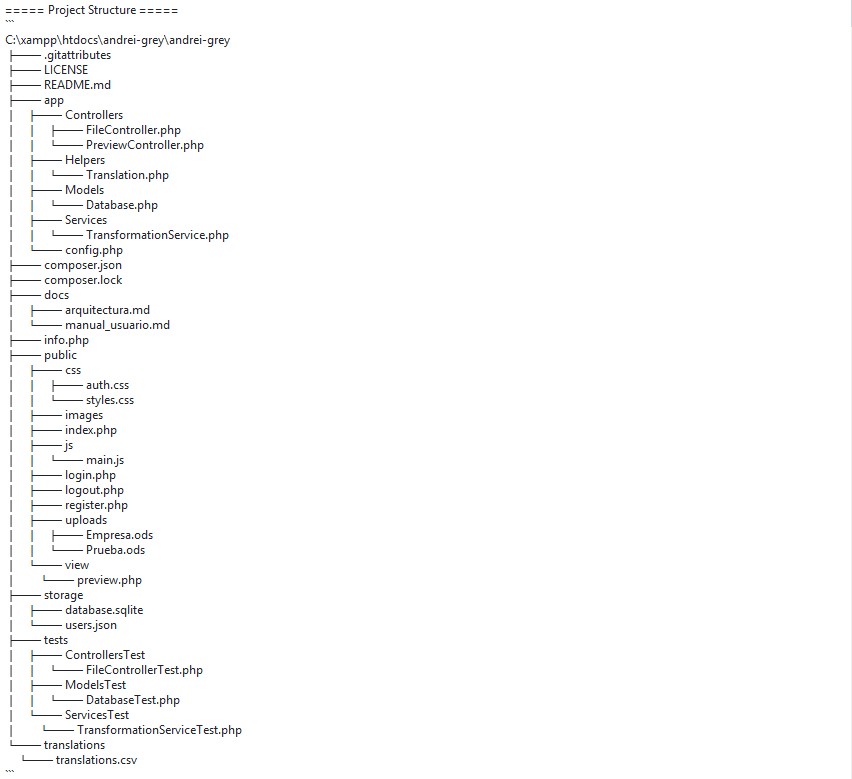 ===== Project Structure =====
```
C:\xampp\htdocs\andrei-grey\andrei-grey
├── .gitattributes
├── LICENSE
├── README.md
├── app
│   ├── Controllers
│   │   ├── FileController.php
│   │   └── PreviewController.php
│   ├── Helpers
│   │   └── Translation.php
│   ├── Models
│   │   └── Database.php
│   ├── Services
│   │   └── TransformationService.php
│   └── config.php
├── composer.json
├── composer.lock
├── docs
│   ├── arquitectura.md
│   └── manual_usuario.md
├── info.php
├── public
│   ├── css
│   │   ├── auth.css
│   │   └── styles.css
│   ├── images
│   ├── index.php
│   ├── js
│   │   └── main.js
│   ├── login.php
│   ├── logout.php
│   ├── register.php
│   ├── uploads
│   │   ├── Empresa.ods
│   │   └── Prueba.ods
│   └── view
│       └── preview.php
├── storage
│   ├── database.sqlite
│   └── users.json
├── tests
│   ├── ControllersTest
│   │   └── FileControllerTest.php
│   ├── ModelsTest
│   │   └── DatabaseTest.php
│   └── ServicesTest
│       └── TransformationServiceTest.php
└── translations
    └── translations.csv
```